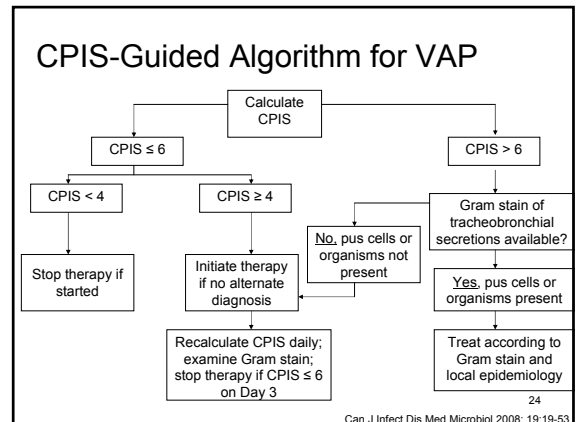 CPIS-Guided Algorithm for VAP
Calculate
CPIS
CPIS ≤ 6
CPIS > 6
CPIS < 4
CPIS ≥ 4
Gram stain of
tracheobronchial
secretions available?
No, pus cells or
organisms not
present
Stop therapy if
started
Initiate therapy
if no alternate
diagnosis
Yes, pus cells or
organisms present
Recalculate CPIS daily;
examine Gram stain;
stop therapy if CPIS ≤ 6
on Day 3
Treat according to
Gram stain and
local epidemiology
24
Can J Infect Dis Med Microbiol 2008; 19:19-53